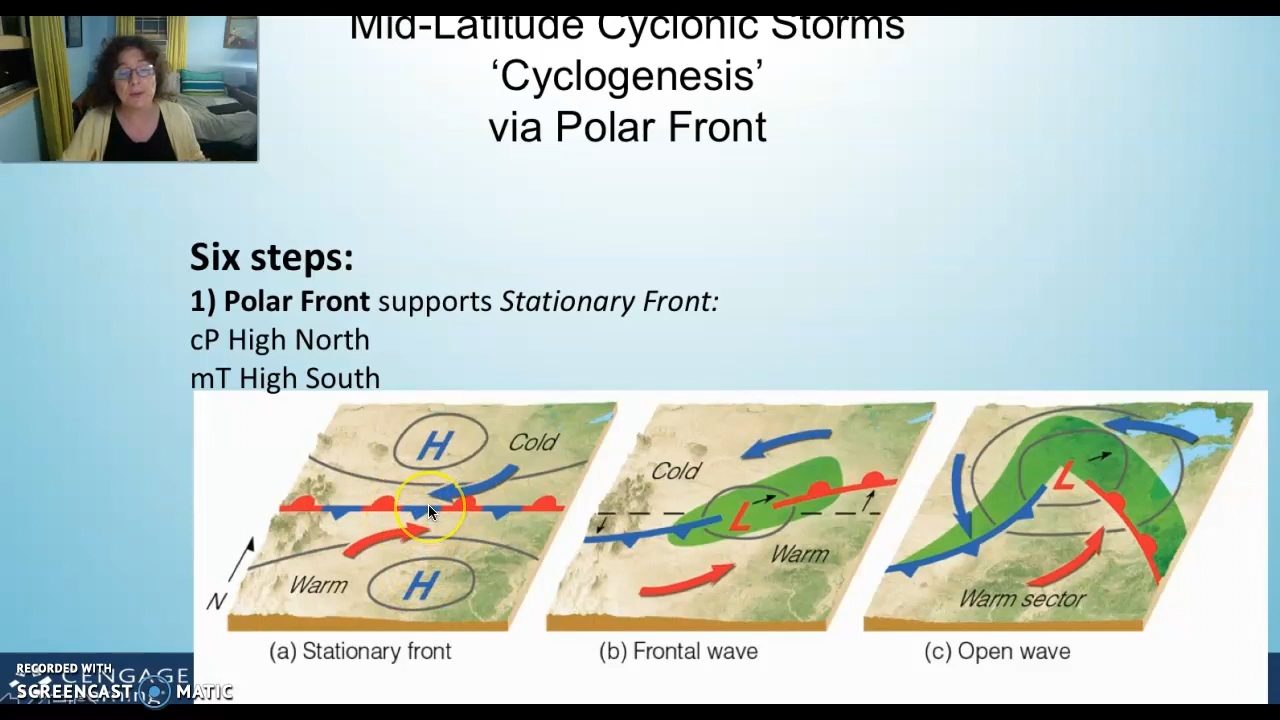 Mid-Latitude Cyclonic Storms
‘Cyclogenesis’
via Polar Front
Six steps:
1) Polar Front supports Stationary Front:
cP High North
mT High South
H
Cold
Warm
H
N
(a) Stationary front
Cold
L
Warm
(b) Frontal wave
L
Warm sector
(c) Open wave
RECORDED WITH
CENGAGE
SCREENCAST MATIC